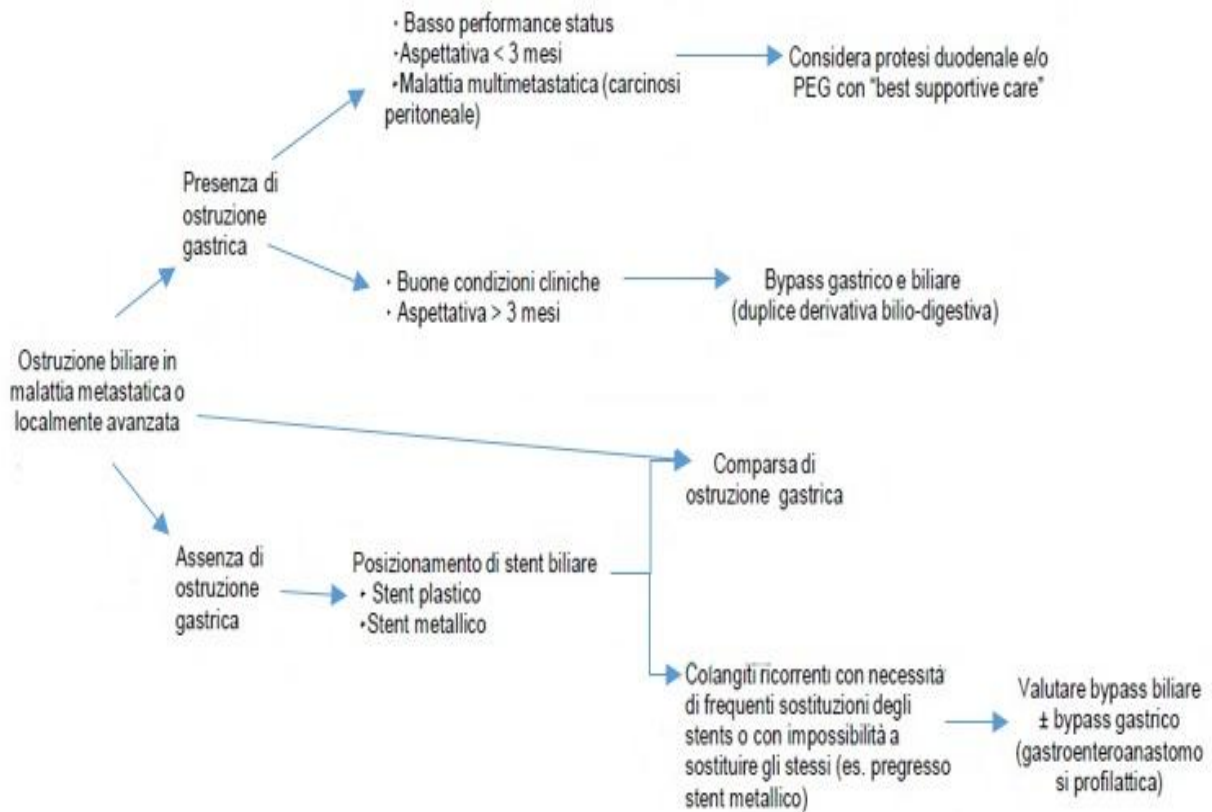 · Basso performance status
·Aspettativa < 3 mesi
·Malattia multimetastatica (carcinosi
peritoneale)
Considera protesi duodenale e/o
PEG con "best supportive care"
Presenza di
ostruzione
gastrica
· Buone condizioni cliniche
· Aspettativa > 3 mesi
Bypass gastrico e biliare
(duplice derivativa bilio-digestiva)
Ostruzione biliare in
malattia metastatica o
localmente avanzata
Comparsa di
ostruzione gastrica
Assenza di
ostruzione
gastrica
Posizionamento di stent biliare
· Stent plastico
·Stent metallico
Colangiti ricorrenti con necessità
di frequenti sostituzioni degli
stents o con impossibilità a
sostituire gli stessi (es. pregresso
stent metallico)
Valutare bypass biliare
± bypass gastrico
(gastroenteroanastomo
si profilattica)